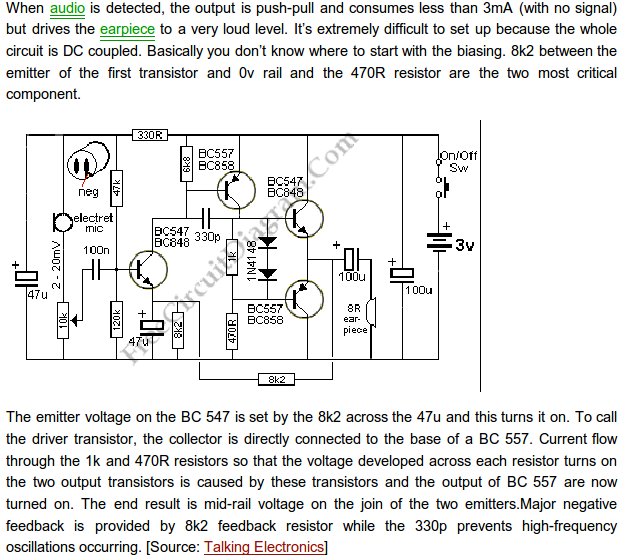 When audio is detected, the output is push-pull and consumes less than 3mA (with no signal)
but drives the earpiece to a very loud level. It's extremely difficult to set up because the whole
circuit is DC coupled. Basically you don't know where to start with the biasing. 8k2 between the
emitter of the first transistor and 0v rail and the 470R resistor are the two most critical
component.
330R
BC557
BC858
On/Off
Sw
6k8
neg
47k
BC547
BC848
electret
mic
BC547
BC848
330p
2 - 20mV
100n
1k
1N4148
+
3v
+
47u
+
100u
+
100u
10k
120k
+
47u
8k2
470R
BC557
BC858
8R
ear-
piece
8k2
FreeCircuitDiagram.Com
The emitter voltage on the BC 547 is set by the 8k2 across the 47u and this turns it on. To call
the driver transistor, the collector is directly connected to the base of a BC 557. Current flow
through the 1k and 470R resistors so that the voltage developed across each resistor turns on
the two output transistors is caused by these transistors and the output of BC 557 are now
turned on. The end result is mid-rail voltage on the join of the two emitters.Major negative
feedback is provided by 8k2 feedback resistor while the 330p prevents high-frequency
oscillations occurring. [Source: Talking Electronics]